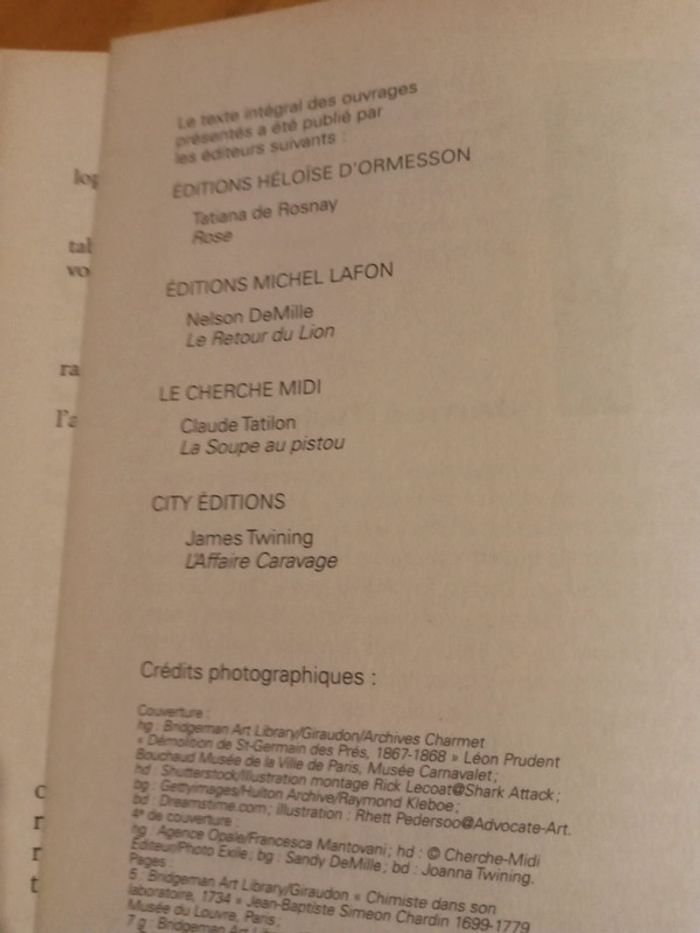 Le texte intégral des ouvrages
présentés a été publié par
les éditeurs suivants :
ÉDITIONS HÉLOÏSE D'ORMESSON
Tatiana de Rosnay
Rose
ÉDITIONS MICHEL LAFON
Nelson DeMille
Le Retour du Lion
LE CHERCHE MIDI
Claude Tatilon
La Soupe au pistou
CITY ÉDITIONS
James Twining
L'Affaire Caravage
Crédits photographiques :
Couverture :
hg : Bridgeman Art Library/Giraudon/Archives Charmet
« Démolition de St-Germain des Prés, 1867-1868 » Léon Prudent
Bouchaud Musée de la Ville de Paris, Musée Carnavalet ;
hd : Shutterstock/Illustration montage Rick Lecoat@Shark Attack ;
bg : Gettyimages/Hulton Archive/Raymond Kleboe ;
bd : Dreamstime.com ; illustration : Rhett Pedersoo@Advocate-Art.
4e de couverture :
hg : Agence Opale/Francesca Mantovani ; hd : © Cherche-Midi
Éditeur/Photo Exile ; bg : Sandy DeMille ; bd : Joanna Twining.
Pages :
5 : Bridgeman Art Library/Giraudon « Chimiste dans son
laboratoire, 1734 » Jean-Baptiste Simeon Chardin 1699-1779
Musée du Louvre, Paris ;
7 g : Bridgeman Art